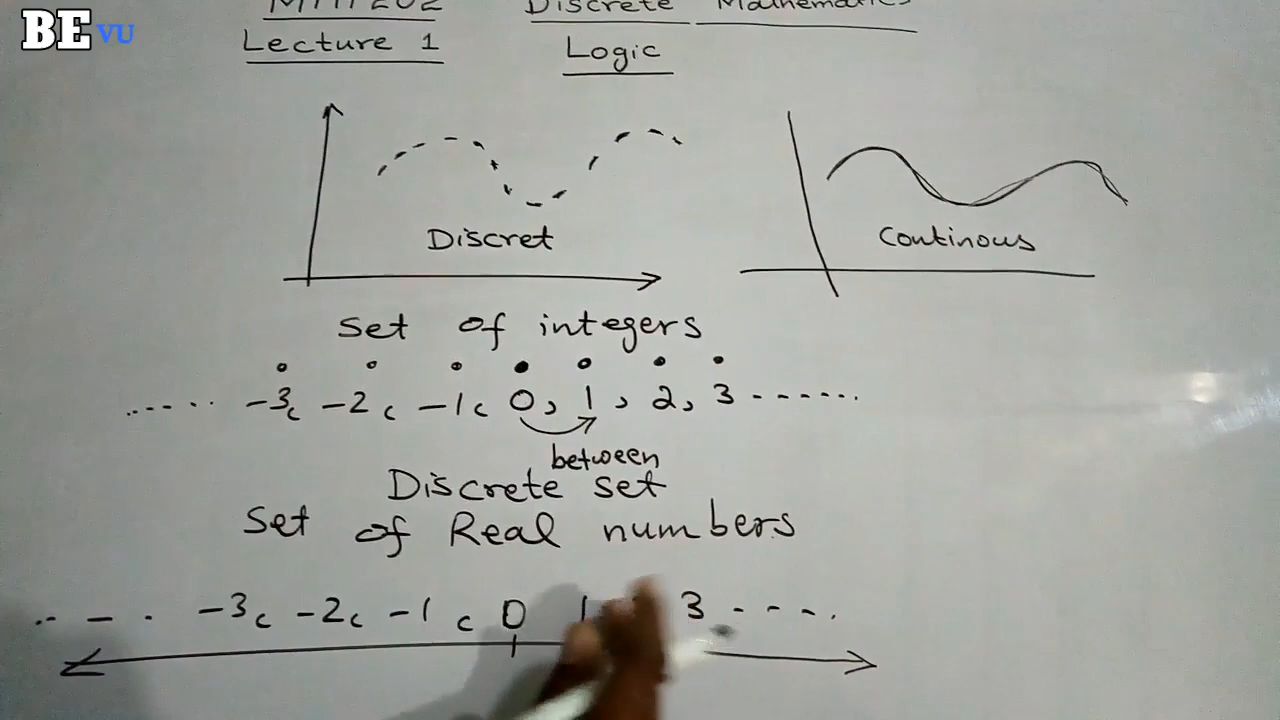 BE VU
MTH202 Discrete Mathematics
Lecture 1 Logic
Discret
Continous
Set of integers
...... -3, -2, -1, 0, 1, 2, 3 ------
between
Discrete set
Set of Real numbers
.. - . -3, -2, -1, 0 1 3 - - - - .